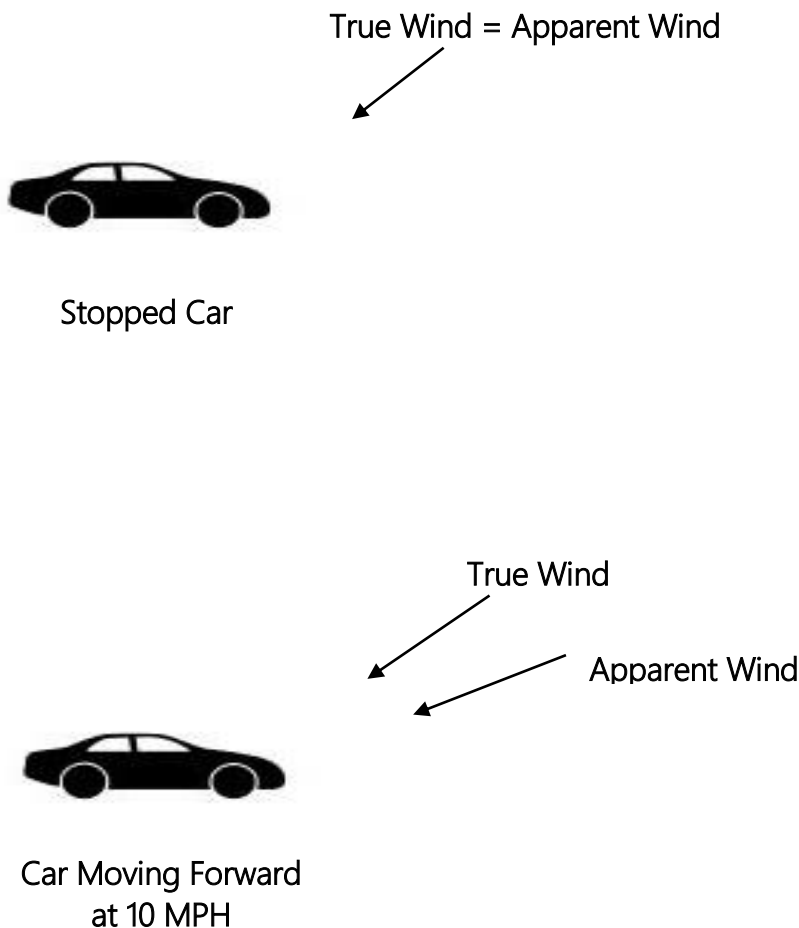 True Wind = Apparent Wind
Stopped Car
True Wind
Apparent Wind
Car Moving Forward
at 10 MPH